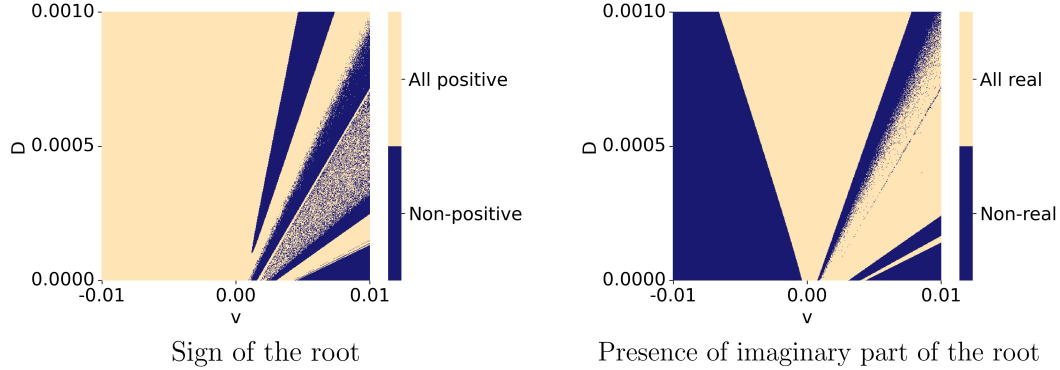 0.0010
0.0005
0.0000
D
-0.01
0.00
0.01
v
All positive
Non-positive
Sign of the root
0.0010
0.0005
0.0000
D
-0.01
0.00
0.01
v
All real
Non-real
Presence of imaginary part of the root